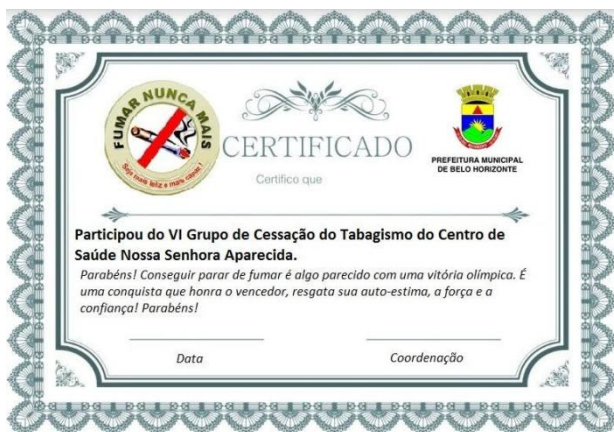 FUMAR NUNCA MAIS
Seja mais feliz e mais capaz!
CERTIFICADO
Certifico que
PREFEITURA MUNICIPAL
DE BELO HORIZONTE
Participou do VI Grupo de Cessação do Tabagismo do Centro de
Saúde Nossa Senhora Aparecida.
Parabéns! Conseguir parar de fumar é algo parecido com uma vitória olímpica. É
uma conquista que honra o vencedor, resgata sua auto-estima, a força e a
confiança! Parabéns!
Data
Coordenação